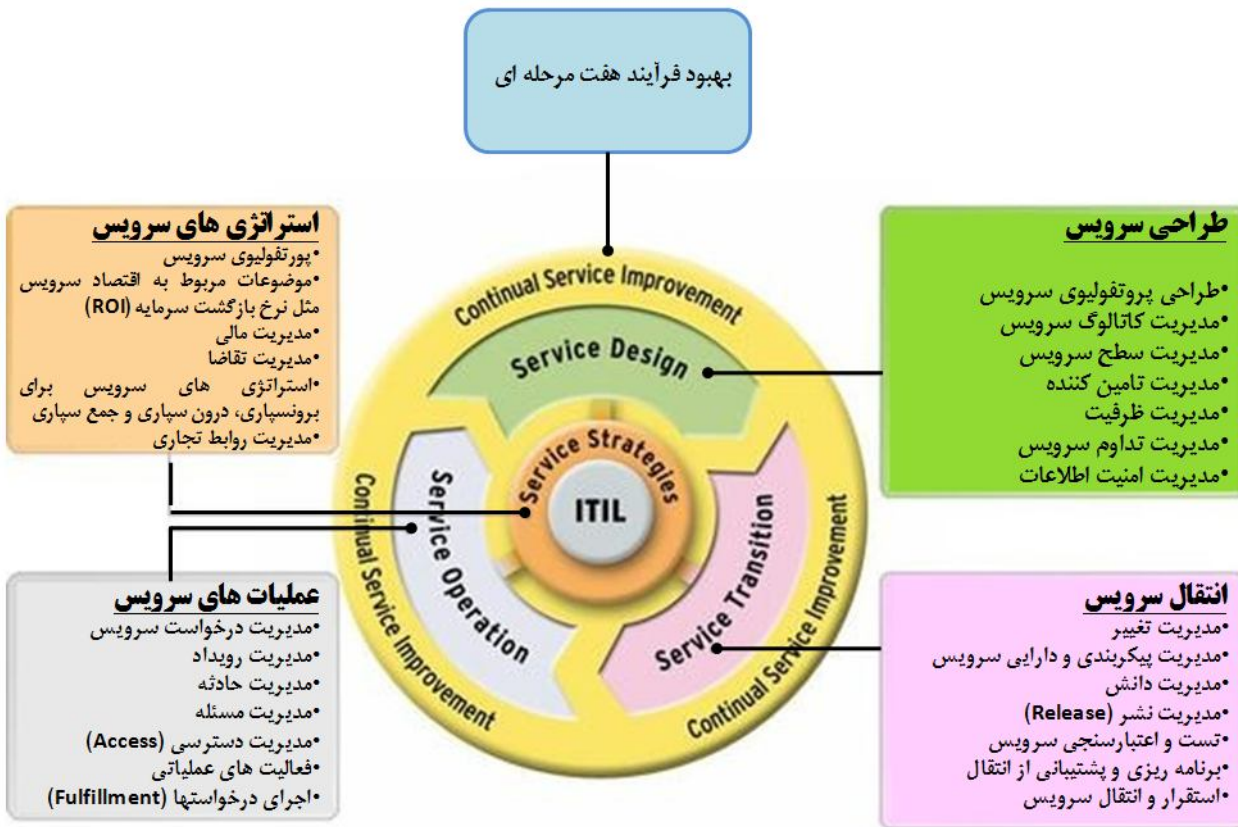 بهبود فرآیند هفت مرحله ای
استراتژی های سرویس
•پورتفولیوی سرویس
•موضوعات مربوط به اقتصاد سرویس
مثل نرخ بازگشت سرمایه (ROI)
•مدیریت مالی
•مدیریت تقاضا
•استراتژی های سرویس برای
برونسپاری، درون سپاری و جمع سپاری
•مدیریت روابط تجاری
طراحی سرویس
•طراحی پروتفولیوی سرویس
•مدیریت کاتالوگ سرویس
•مدیریت سطح سرویس
•مدیریت تامین کننده
•مدیریت ظرفیت
•مدیریت تداوم سرویس
•مدیریت امنیت اطلاعات
Continual Service Improvement
Service Design
Service Strategies
ITIL
Service Operation
Service Transition
Continual Service Improvement
Continual Service Improvement
عملیات های سرویس
•مدیریت درخواست سرویس
•مدیریت رویداد
•مدیریت حادثه
•مدیریت مسئله
•مدیریت دسترسی (Access)
•فعالیت های عملیاتی
•اجرای درخواستها (Fulfillment)
انتقال سرویس
•مدیریت تغییر
•مدیریت پیکربندی و دارایی سرویس
•مدیریت دانش
•مدیریت نشر (Release)
•تست و اعتبارسنجی سرویس
•برنامه ریزی و پشتیبانی از انتقال
•استقرار و انتقال سرویس